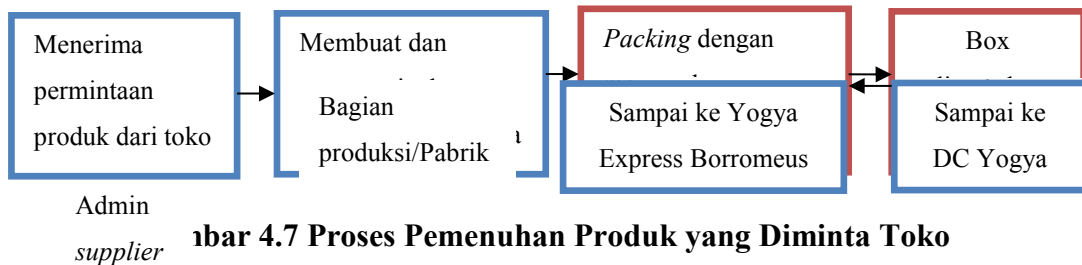 Menerima
permintaan
produk dari toko
Membuat dan
Bagian
produksi/Pabrik
Packing dengan
Sampai ke Yogya
Express Borromeus
Box
Sampai ke
DC Yogya
Admin
supplier
bar 4.7 Proses Pemenuhan Produk yang Diminta Toko